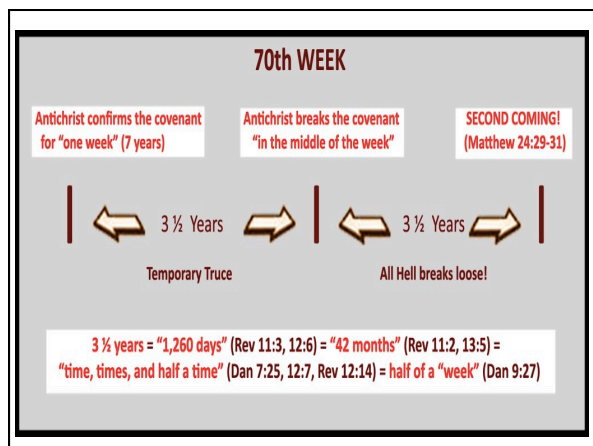 70th WEEK
Antichrist confirms the covenant
for “one week” (7 years)
Antichrist breaks the covenant
“in the middle of the week”
SECOND COMING!
(Matthew 24:29-31)
3 ½ Years
3 ½ Years
Temporary Truce
All Hell breaks loose!
3 ½ years = “1,260 days” (Rev 11:3, 12:6) = “42 months” (Rev 11:2, 13:5) =
“time, times, and half a time” (Dan 7:25, 12:7, Rev 12:14) = half of a “week” (Dan 9:27)